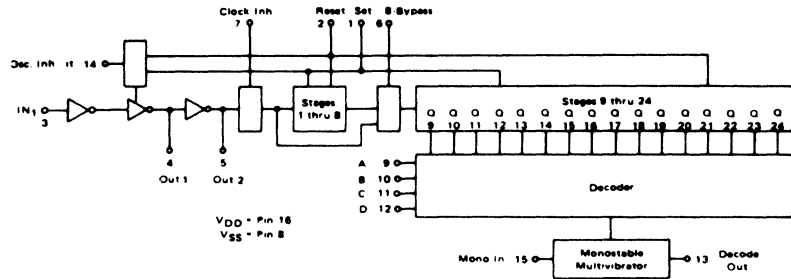 Clock Inh Reset Set 8-Bypass
7 2 1 6
Osc. Inh it 14
IN1
3
Stages
1 thru 8
Stages 9 thru 24
Q Q Q Q Q Q Q Q Q Q Q Q Q Q Q
9 10 11 12 13 14 15 16 17 18 19 20 21 22 23 24
4 5
Out 1 Out 2
A 9
B 10
C 11
D 12
Decoder
VDD = Pin 16
VSS = Pin 8
Mono In 15
Monostable
Multivibrator
13 Decode
Out